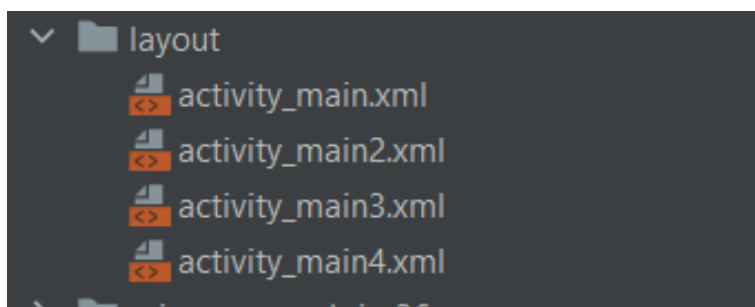 layout
activity_main.xml
activity_main2.xml
activity_main3.xml
activity_main4.xml